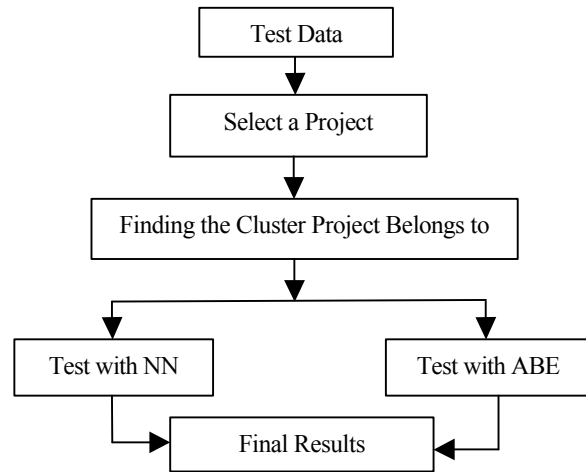 Test Data
Select a Project
Finding the Cluster Project Belongs to
Test with NN
Test with ABE
Final Results